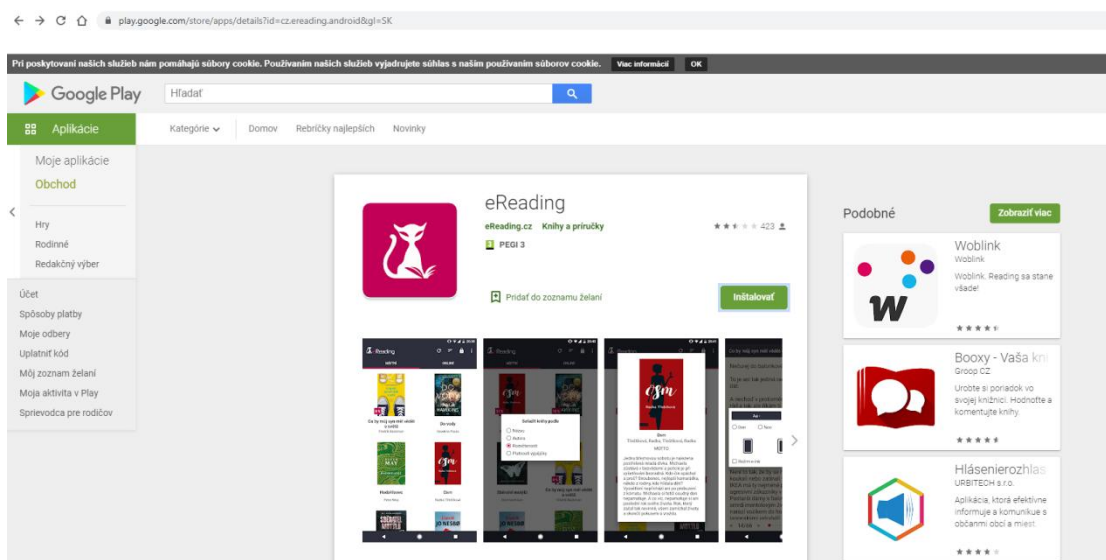 play.google.com/store/apps/details?id=cz.ereading.android&gl=SK
Pri poskytovaní našich služieb nám pomáhajú súbory cookie. Používaním našich služieb vyjadrujete súhlas s naším používaním súborov cookie. Viac informácií OK
Google Play
Hľadať
Aplikácie
Kategórie
Domov
Rebríčky najlepších
Novinky
Moje aplikácie
Obchod
Hry
Rodinné
Redakčný výber
Účet
Spôsoby platby
Moje odbery
Uplatniť kód
Môj zoznam želaní
Moja aktivita v Play
Sprievodca pre rodičov
eReading
eReading.cz Knihy a príručky
423
PEGI 3
Pridať do zoznamu želaní
Inštalovať
Podobné
Zobraziť viac
Woblink
Woblink
Woblink. Reading sa stane
všade!
Booxy - Vaša kni
Groop CZ
Urobte si poriadok vo
svojej knižnici. Hodnoťte a
komentujte knihy.
Hlásenierozhlas
URBITECH s.r.o.
Aplikácia, ktorá efektívne
informuje a komunikuje s
občanmi obcí a miest.